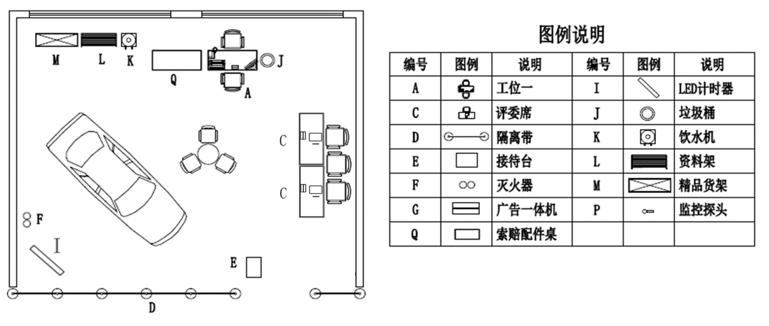 M
L
K
Q
J
A
C
C
F
I
E
D
图例说明
编号 图例 说明 编号 图例 说明
A 工位一 I LED计时器
C 评委席 J 垃圾桶
D 隔离带 K 饮水机
E 接待台 L 资料架
F 灭火器 M 精品货架
G 广告一体机 P 监控探头
Q 索赔配件桌